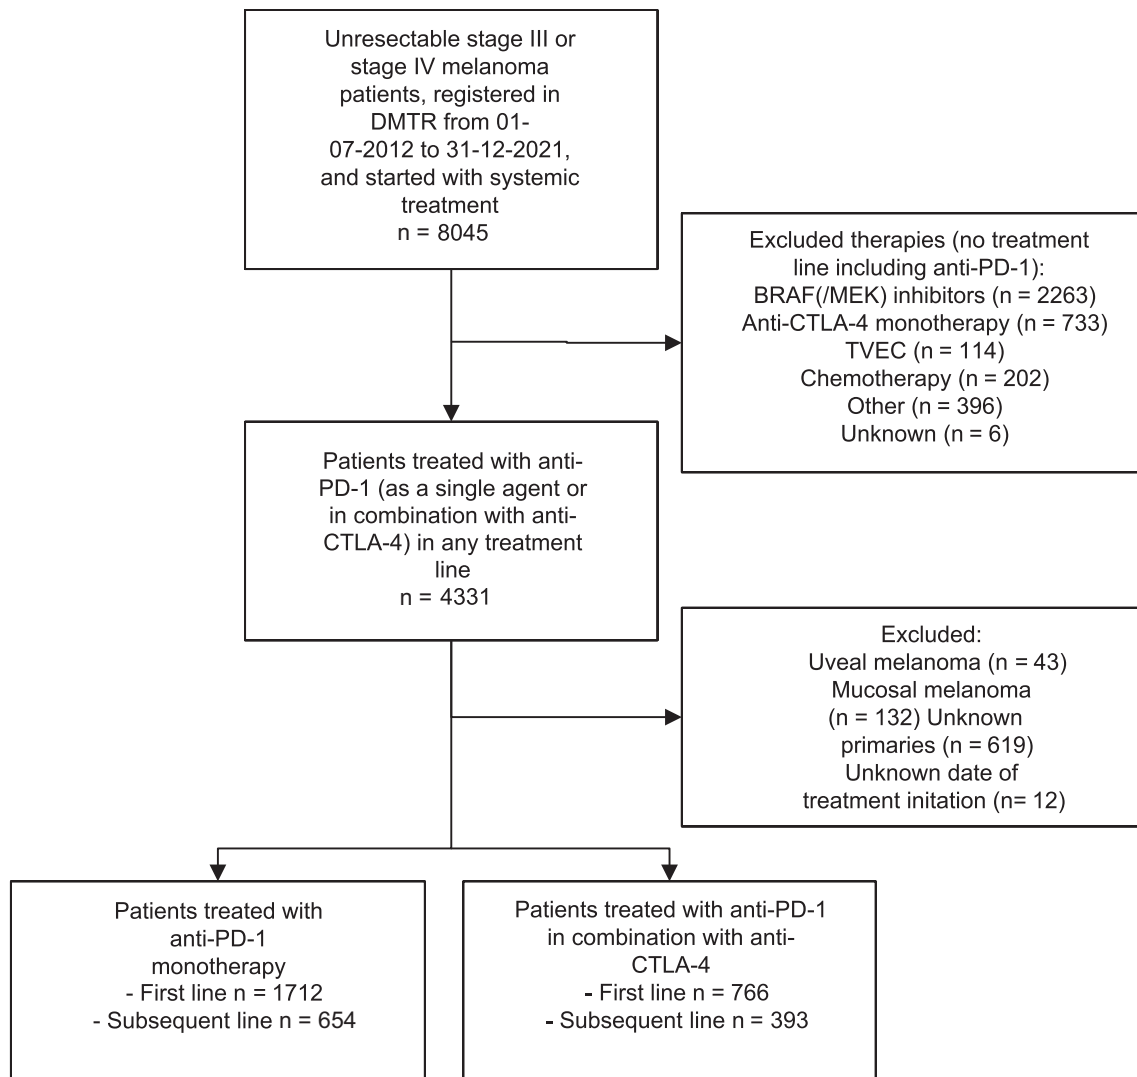 Unresectable stage III or
stage IV melanoma
patients, registered in
DMTR from 01-
07-2012 to 31-12-2021,
and started with systemic
treatment
n = 8045
Excluded therapies (no treatment
line including anti-PD-1):
BRAF(/MEK) inhibitors (n = 2263)
Anti-CTLA-4 monotherapy (n = 733)
TVEC (n = 114)
Chemotherapy (n = 202)
Other (n = 396)
Unknown (n = 6)
Patients treated with anti-
PD-1 (as a single agent or
in combination with anti-
CTLA-4) in any treatment
line
n = 4331
Excluded:
Uveal melanoma (n = 43)
Mucosal melanoma
(n = 132) Unknown
primaries (n = 619)
Unknown date of
treatment initation (n= 12)
Patients treated with
anti-PD-1
monotherapy
- First line n = 1712
- Subsequent line n = 654
Patients treated with anti-PD-1
in combination with anti-
CTLA-4
- First line n = 766
- Subsequent line n = 393